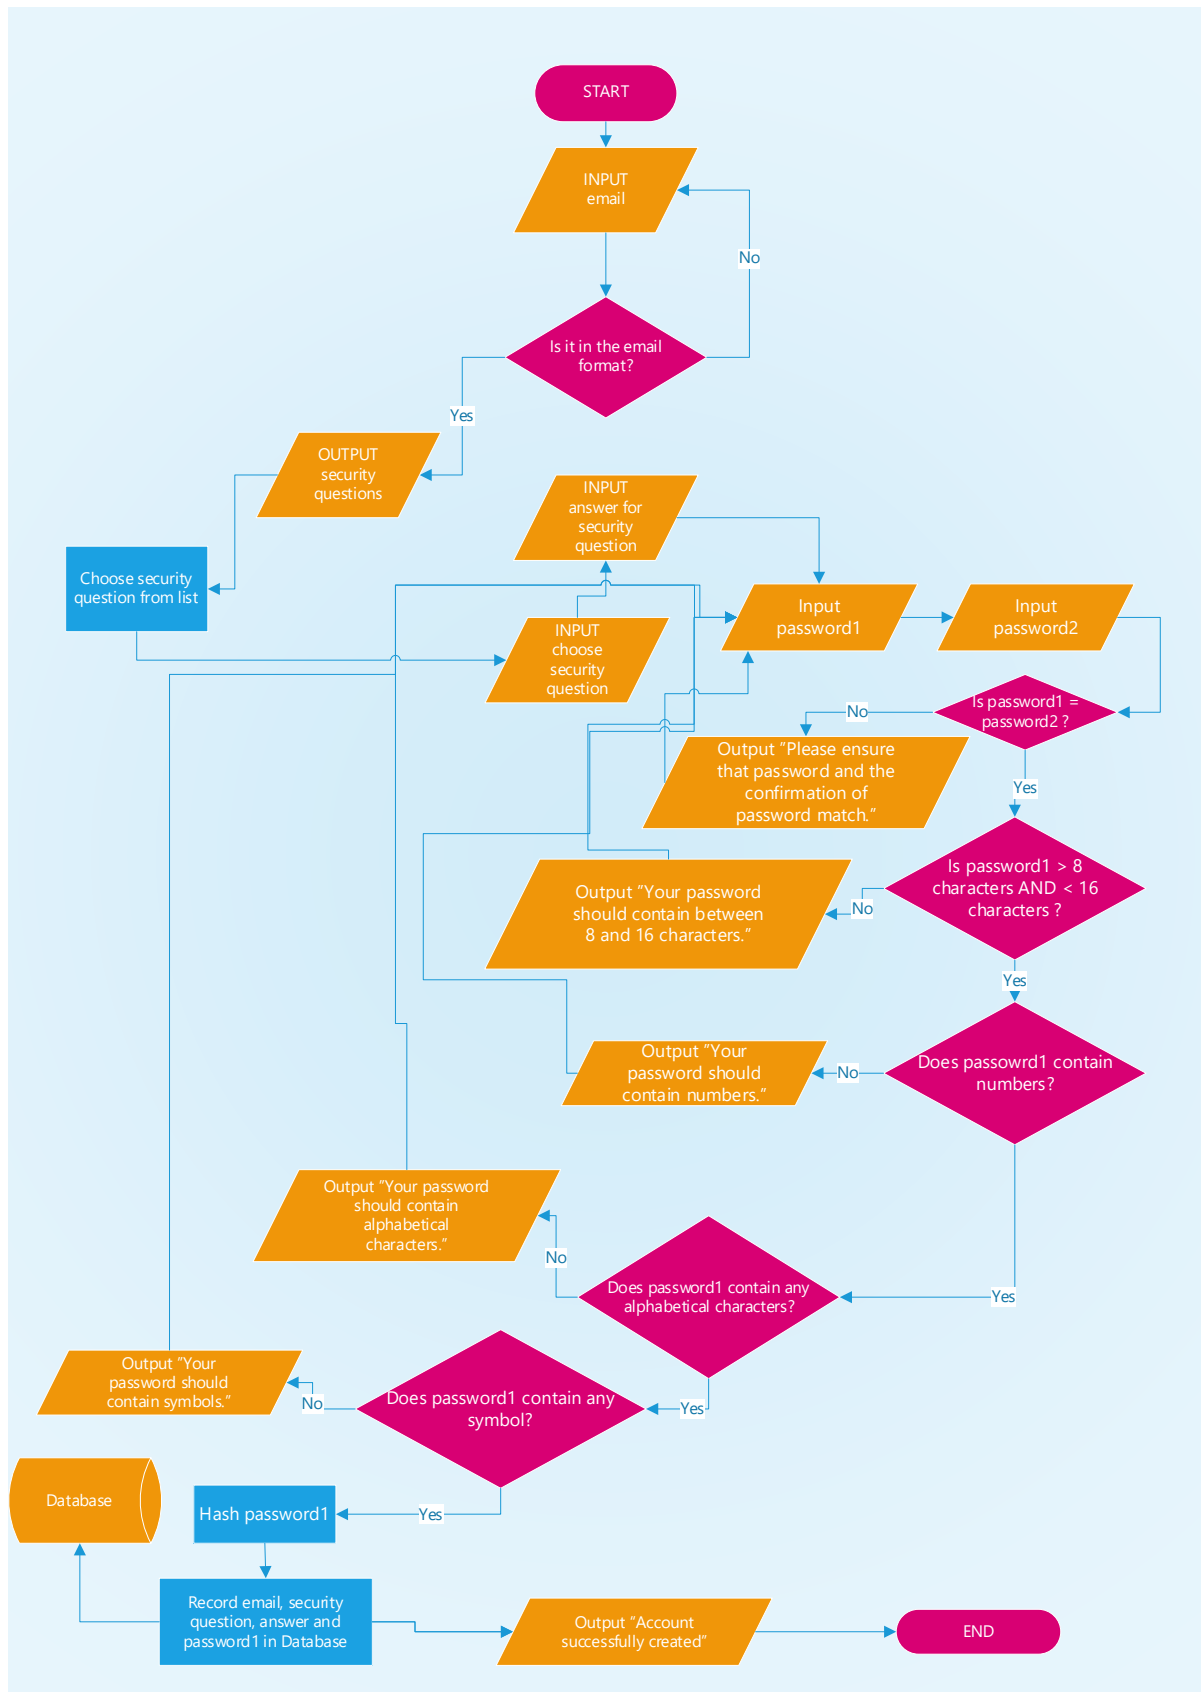 START
INPUT
email
No
Is it in the email
format?
Yes
OUTPUT
security
questions
INPUT
answer for
security
question
Choose security
question from list
INPUT
choose
security
question
Input
password1
Input
password2
Is password1 =
password2 ?
No
Output "Please ensure
that password and the
confirmation of
password match."
Yes
Is password1 > 8
characters AND < 16
characters ?
No
Output "Your password
should contain between
8 and 16 characters."
Yes
Does passowrd1 contain
numbers?
No
Output "Your
password should
contain numbers."
Yes
Does password1 contain any
alphabetical characters?
No
Output "Your password
should contain
alphabetical
characters."
Yes
Does password1 contain any
symbol?
No
Output "Your
password should
contain symbols."
Yes
Hash password1
Database
Record email, security
question, answer and
password1 in Database
Output "Account
successfully created"
END